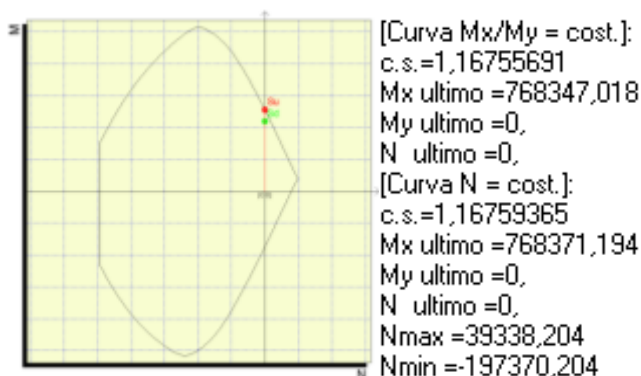 M
[Curva Mx/My = cost.]:
c.s.=1,16755691
Mx ultimo =768347,018
My ultimo =0,
N ultimo =0,
[Curva N = cost.]:
c.s.=1,16759365
Mx ultimo =768371,194
My ultimo =0,
N ultimo =0,
Nmax =39338,204
Nmin =-197370,204
N